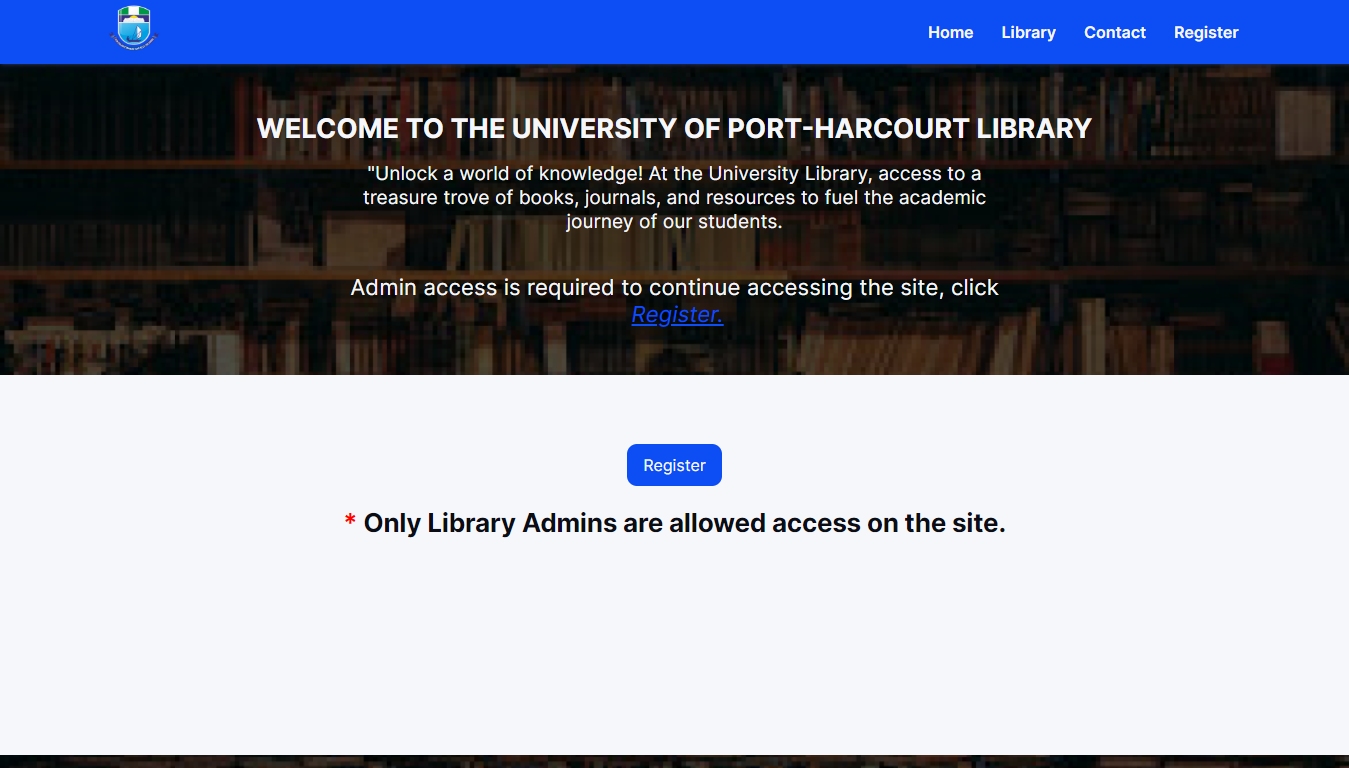 Home Library Contact Register
WELCOME TO THE UNIVERSITY OF PORT-HARCOURT LIBRARY
"Unlock a world of knowledge! At the University Library, access to a
treasure trove of books, journals, and resources to fuel the academic
journey of our students.
Admin access is required to continue accessing the site, click
Register.
Register
* Only Library Admins are allowed access on the site.